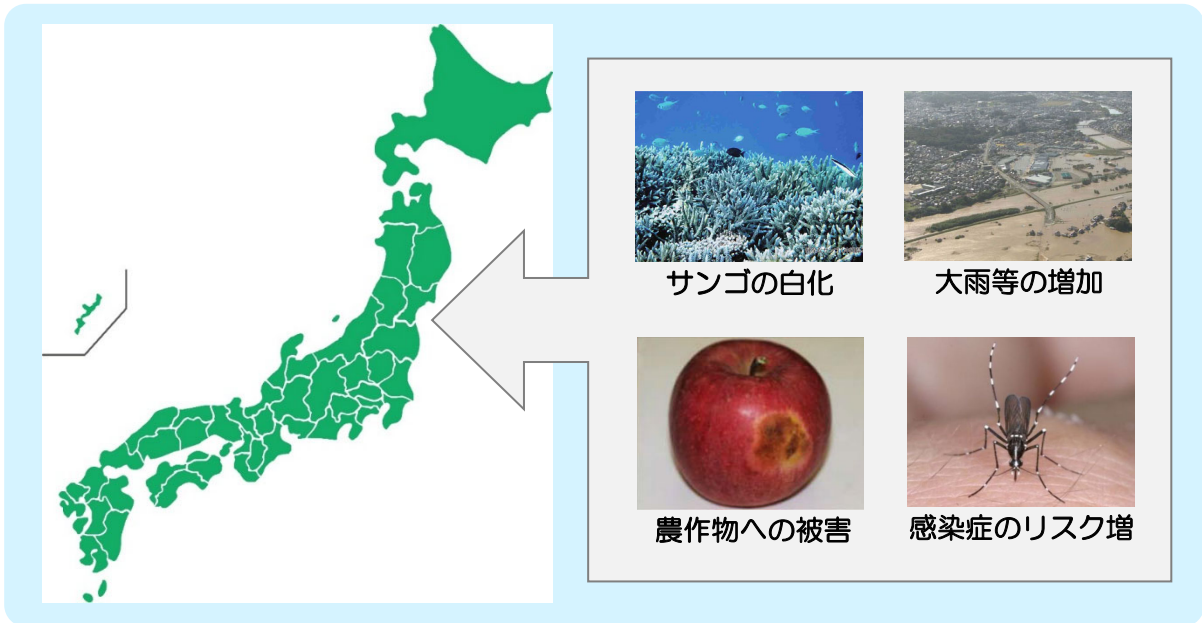 サンゴの白化
大雨等の増加
農作物への被害
感染症のリスク増